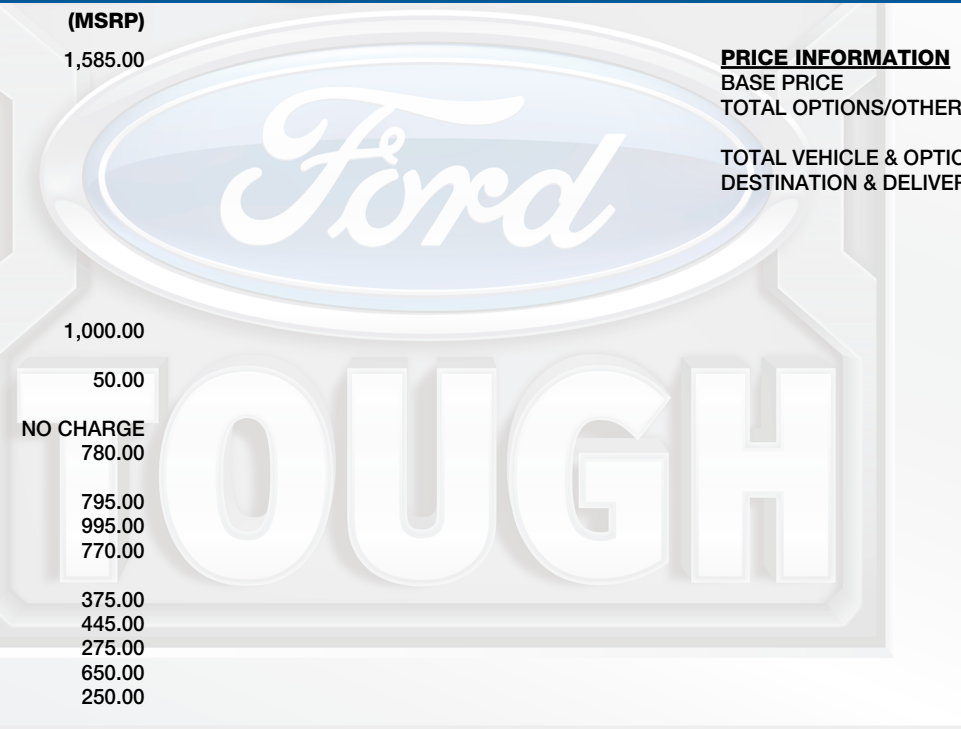 (MSRP)
1,585.00
1,000.00
50.00
NO CHARGE
780.00
795.00
995.00
770.00
375.00
445.00
275.00
650.00
250.00
PRICE INFORMATION
BASE PRICE
TOTAL OPTIONS/OTHER
TOTAL VEHICLE & OPTIO
DESTINATION & DELIVER
Ford
TOUGH